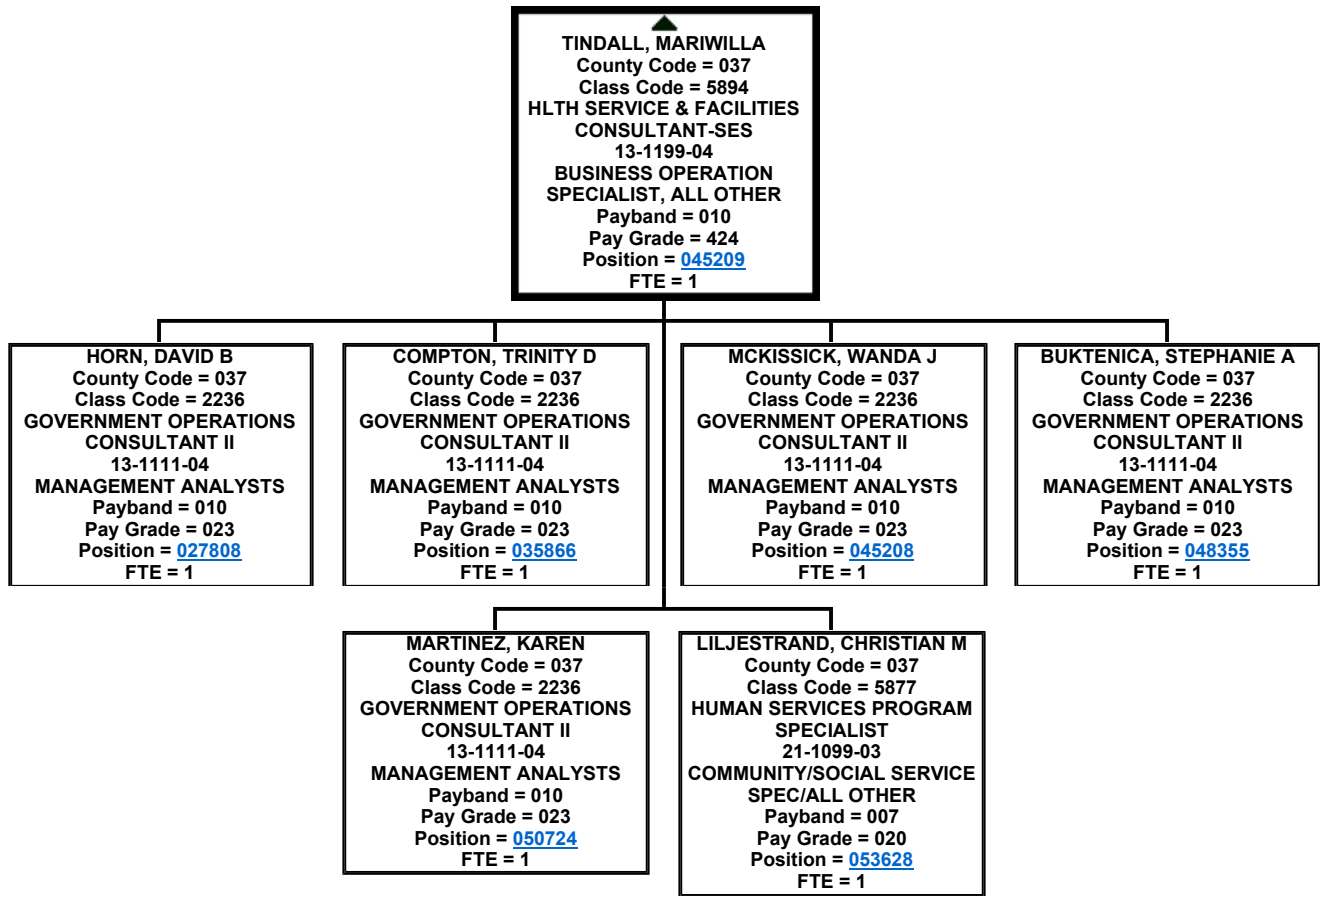 TINDALL, MARIWILLA
County Code = 037
Class Code = 5894
HLTH SERVICE & FACILITIES
CONSULTANT-SES
13-1199-04
BUSINESS OPERATION
SPECIALIST, ALL OTHER
Payband = 010
Pay Grade = 424
Position = 045209
FTE = 1
HORN, DAVID B
County Code = 037
Class Code = 2236
GOVERNMENT OPERATIONS
CONSULTANT II
13-1111-04
MANAGEMENT ANALYSTS
Payband = 010
Pay Grade = 023
Position = 027808
FTE = 1
COMPTON, TRINITY D
County Code = 037
Class Code = 2236
GOVERNMENT OPERATIONS
CONSULTANT II
13-1111-04
MANAGEMENT ANALYSTS
Payband = 010
Pay Grade = 023
Position = 035866
FTE = 1
MCKISSICK, WANDA J
County Code = 037
Class Code = 2236
GOVERNMENT OPERATIONS
CONSULTANT II
13-1111-04
MANAGEMENT ANALYSTS
Payband = 010
Pay Grade = 023
Position = 045208
FTE = 1
BUKTENICA, STEPHANIE A
County Code = 037
Class Code = 2236
GOVERNMENT OPERATIONS
CONSULTANT II
13-1111-04
MANAGEMENT ANALYSTS
Payband = 010
Pay Grade = 023
Position = 048355
FTE = 1
MARTINEZ, KAREN
County Code = 037
Class Code = 2236
GOVERNMENT OPERATIONS
CONSULTANT II
13-1111-04
MANAGEMENT ANALYSTS
Payband = 010
Pay Grade = 023
Position = 050724
FTE = 1
LILJESTRAND, CHRISTIAN M
County Code = 037
Class Code = 5877
HUMAN SERVICES PROGRAM
SPECIALIST
21-1099-03
COMMUNITY/SOCIAL SERVICE
SPEC/ALL OTHER
Payband = 007
Pay Grade = 020
Position = 053628
FTE = 1